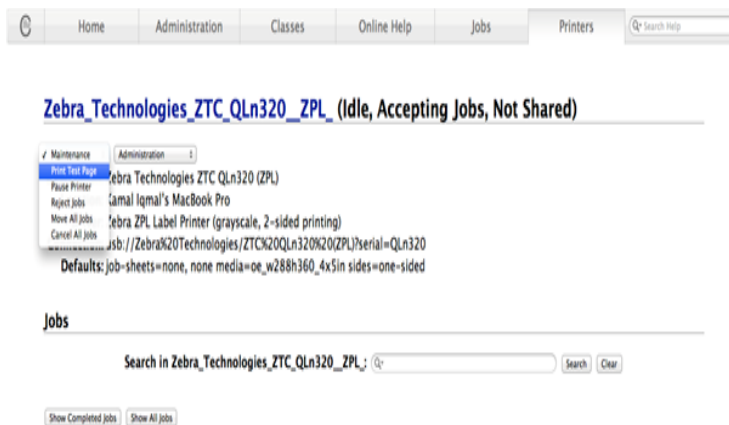 Home Administration Classes Online Help Jobs Printers Search Help
Zebra_Technologies_ZTC_QLn320__ZPL_ (Idle, Accepting Jobs, Not Shared)
✓ Maintenance Administration
Print Test Page
Zebra Technologies ZTC QLn320 (ZPL)
Pause Printer
Kamal Iqmal's MacBook Pro
Reject Jobs
Move All Jobs
Zebra ZPL Label Printer (grayscale, 2-sided printing)
Cancel All Jobs
usb://Zebra%20Technologies/ZTC%20QLn320%20(ZPL)?serial=QLn320
Defaults: job-sheets=none, none media=oe_w288h360_4x5in sides=one-sided
Jobs
Search in Zebra_Technologies_ZTC_QLn320__ZPL_: Search Clear
Show Completed Jobs Show All Jobs